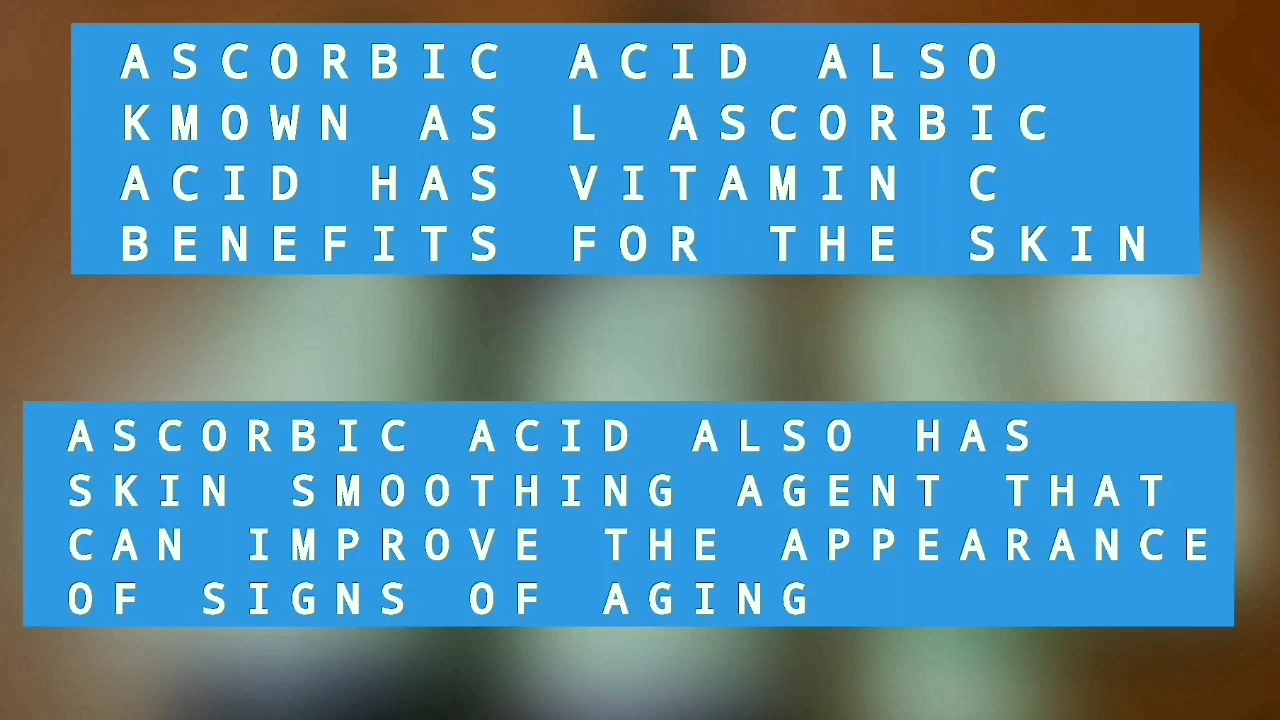 ASCORBIC ACID ALSO
KMOWN AS L ASCORBIC
ACID HAS VITAMIN C
BENEFITS FOR THE SKIN
ASCORBIC ACID ALSO HAS
SKIN SMOOTHING AGENT THAT
CAN IMPROVE THE APPEARANCE
OF SIGNS OF AGING